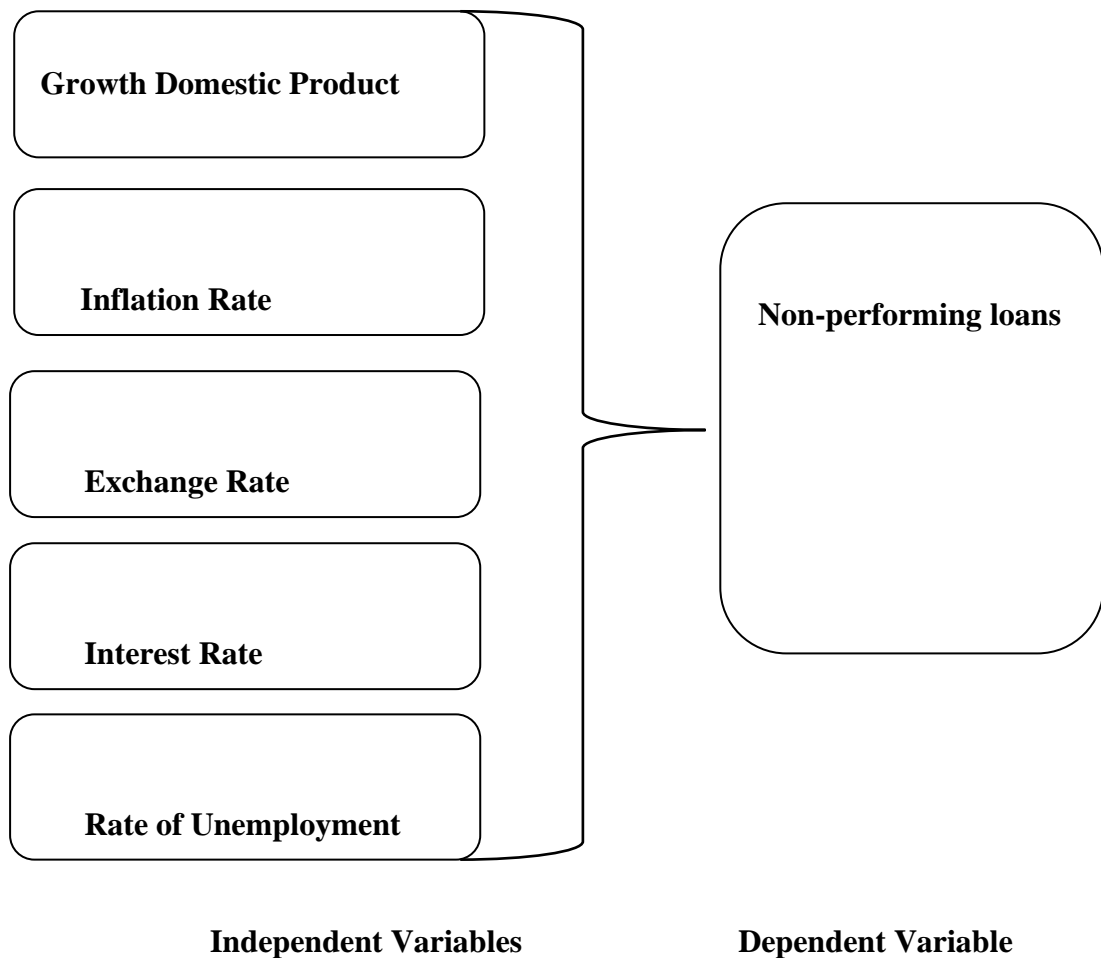 Growth Domestic Product
Inflation Rate
Non-performing loans
Exchange Rate
Interest Rate
Rate of Unemployment
Independent Variables
Dependent Variable